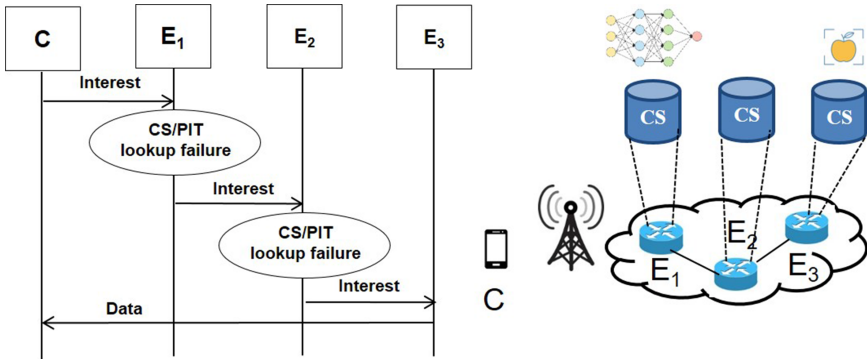 C
E₁
E₂
E₃
Interest
CS/PIT
lookup failure
Interest
CS/PIT
lookup failure
Interest
Data
CS
CS
CS
E₂
E₁
E₃
C